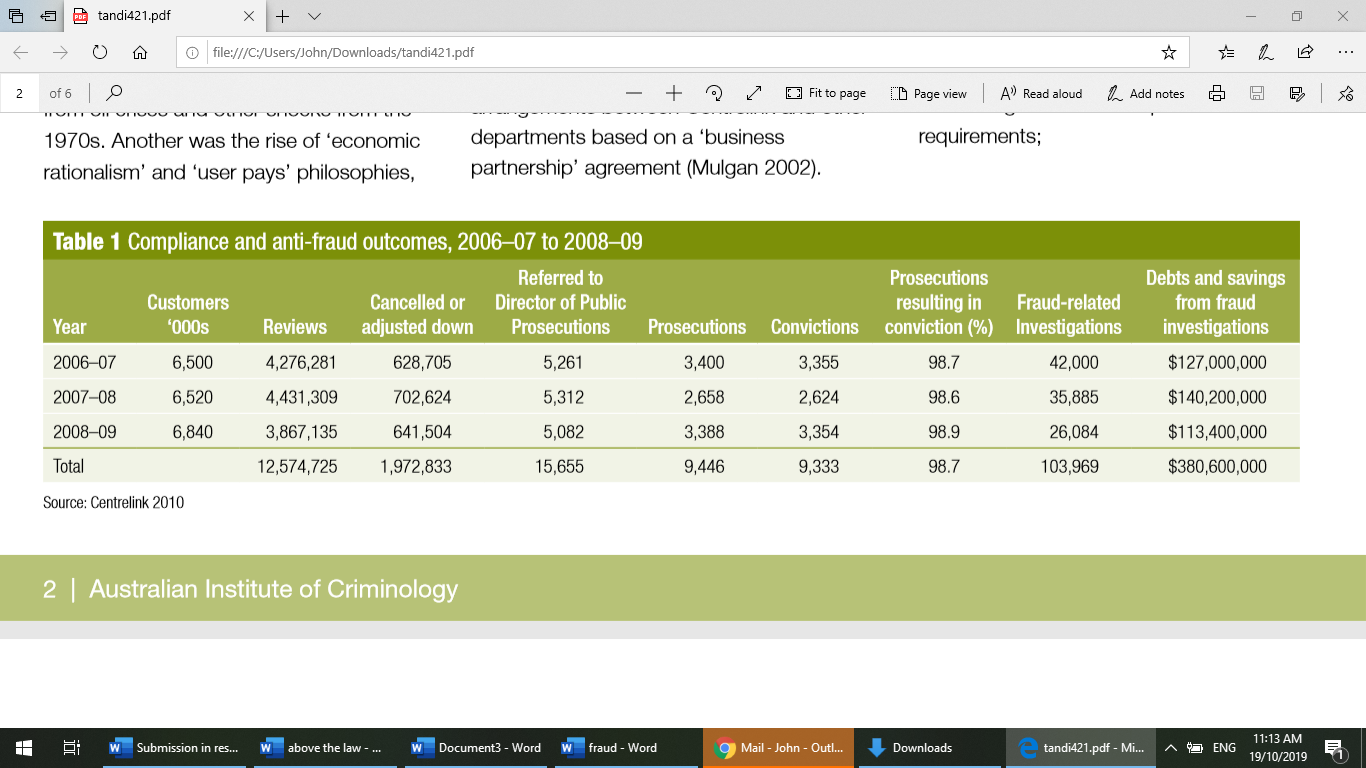 tandi421.pdf
file:///C:/Users/John/Downloads/tandi421.pdf
2 of 6
Fit to page
Page view
Read aloud
Add notes
1970s. Another was the rise of ‘economic
rationalism’ and ‘user pays’ philosophies,
departments based on a ‘business
partnership’ agreement (Mulgan 2002).
requirements;
Table 1 Compliance and anti-fraud outcomes, 2006–07 to 2008–09
Year Customers ‘000s Reviews Cancelled or adjusted down Referred to Director of Public Prosecutions Prosecutions Convictions Prosecutions resulting in conviction (%) Fraud-related Investigations Debts and savings from fraud investigations
2006–07 6,500 4,276,281 628,705 5,261 3,400 3,355 98.7 42,000 $127,000,000
2007–08 6,520 4,431,309 702,624 5,312 2,658 2,624 98.6 35,885 $140,200,000
2008–09 6,840 3,867,135 641,504 5,082 3,388 3,354 98.9 26,084 $113,400,000
Total 12,574,725 1,972,833 15,655 9,446 9,333 98.7 103,969 $380,600,000
Source: Centrelink 2010
2 | Australian Institute of Criminology
Submission in res...
above the law - ...
Document3 - Word
fraud - Word
Mail - John - Outl...
Downloads
tandi421.pdf - Mi...
ENG
11:13 AM
19/10/2019
1